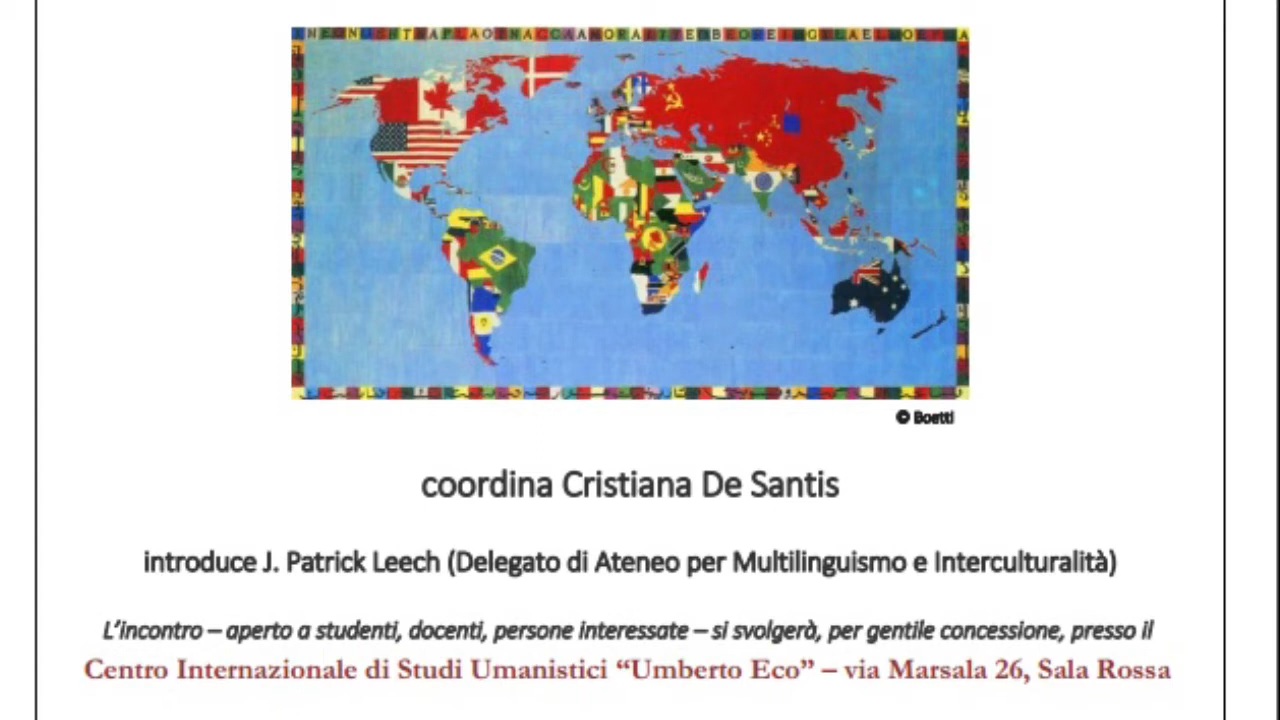 © Boetti
coordina Cristiana De Santis
introduce J. Patrick Leech (Delegato di Ateneo per Multilinguismo e Interculturalità)
L’incontro – aperto a studenti, docenti, persone interessate – si svolgerà, per gentile concessione, presso il
Centro Internazionale di Studi Umanistici “Umberto Eco” – via Marsala 26, Sala Rossa